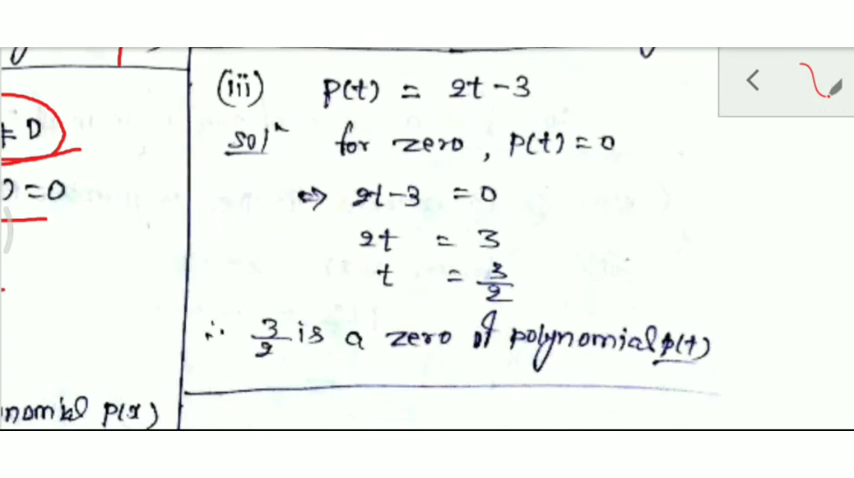 (iii) p(t) = 2t-3
Solⁿ for zero, p(t)=0
⇒ 2t-3 = 0
2t = 3
t = 3/2
∴ 3/2 is a zero of polynomial p(t)
≠ 0
)=0
nomial p(x)